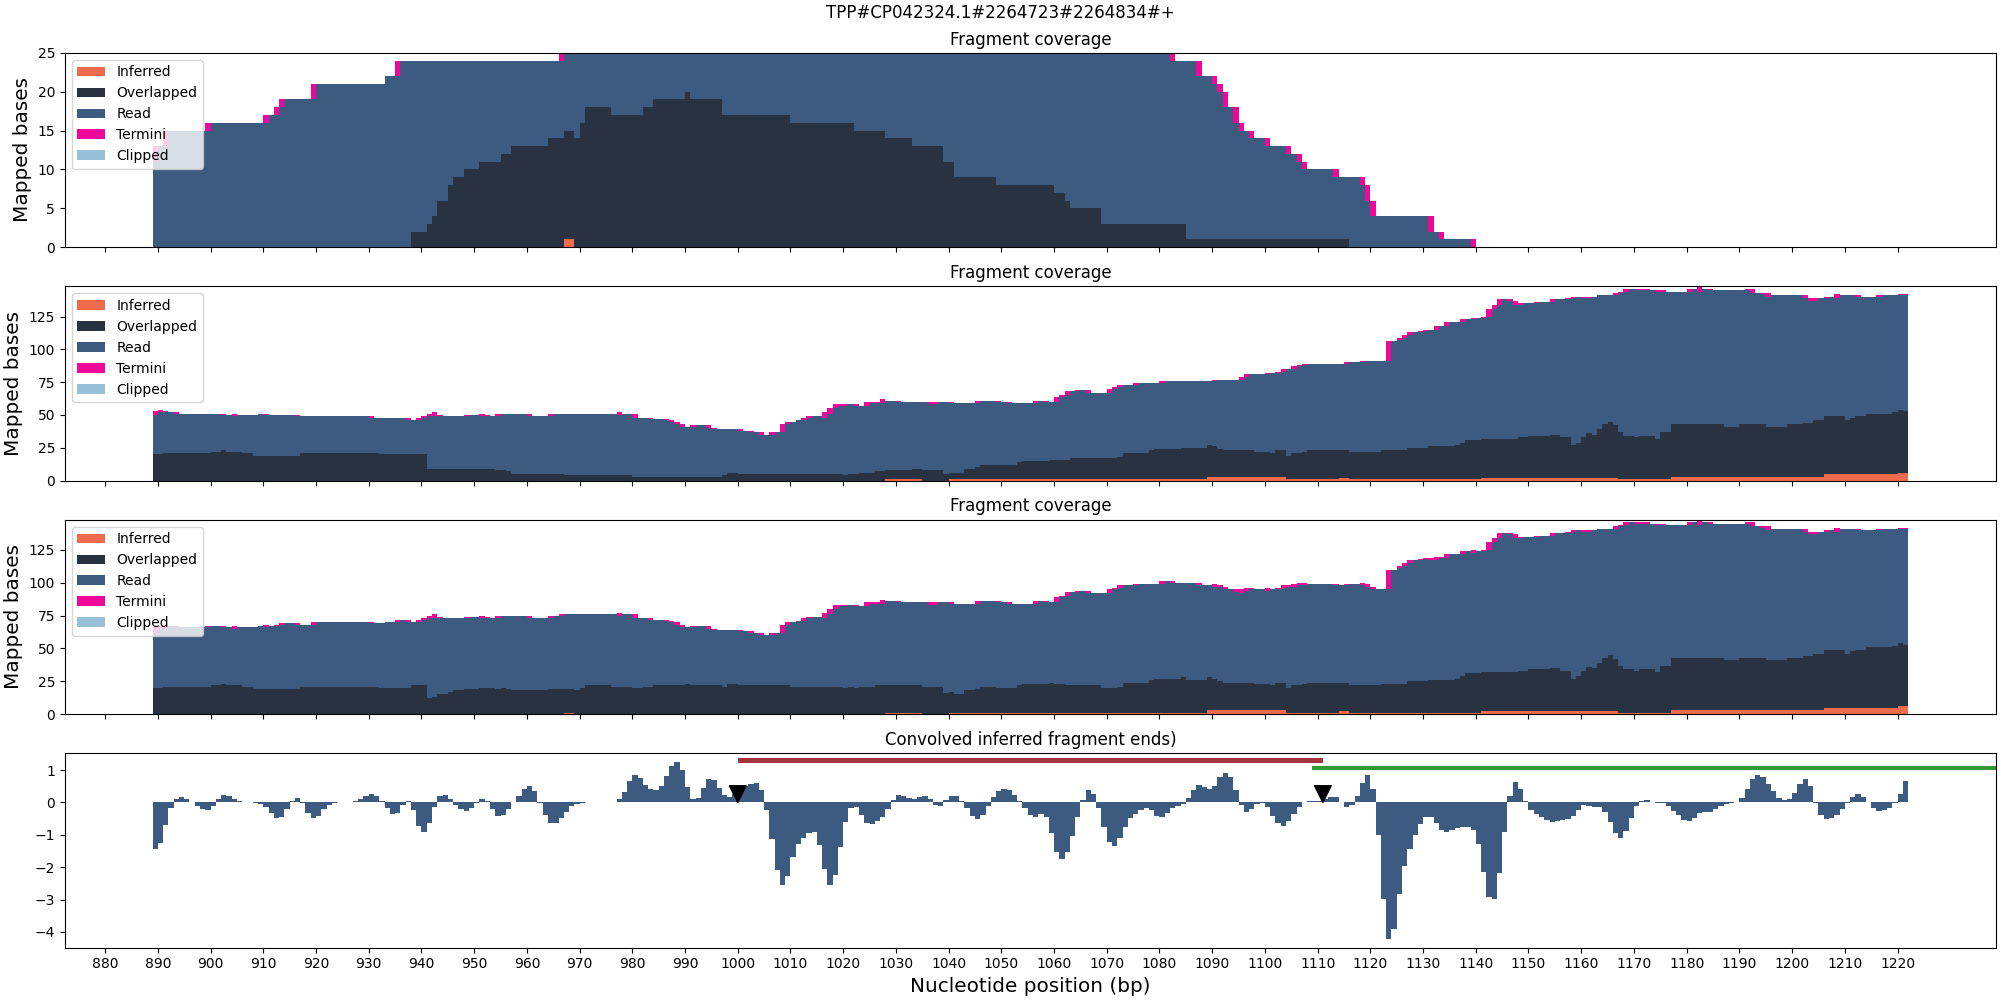 TPP#CP042324.1#2264723#2264834#+
Fragment coverage
Mapped bases
25
20
15
10
5
0
Inferred
Overlapped
Read
Termini
Clipped
Fragment coverage
Mapped bases
125
100
75
50
25
0
Inferred
Overlapped
Read
Termini
Clipped
Fragment coverage
Mapped bases
125
100
75
50
25
0
Inferred
Overlapped
Read
Termini
Clipped
Convolved inferred fragment ends)
1
0
−1
−2
−3
−4
880 890 900 910 920 930 940 950 960 970 980 990 1000 1010 1020 1030 1040 1050 1060 1070 1080 1090 1100 1110 1120 1130 1140 1150 1160 1170 1180 1190 1200 1210 1220
Nucleotide position (bp)